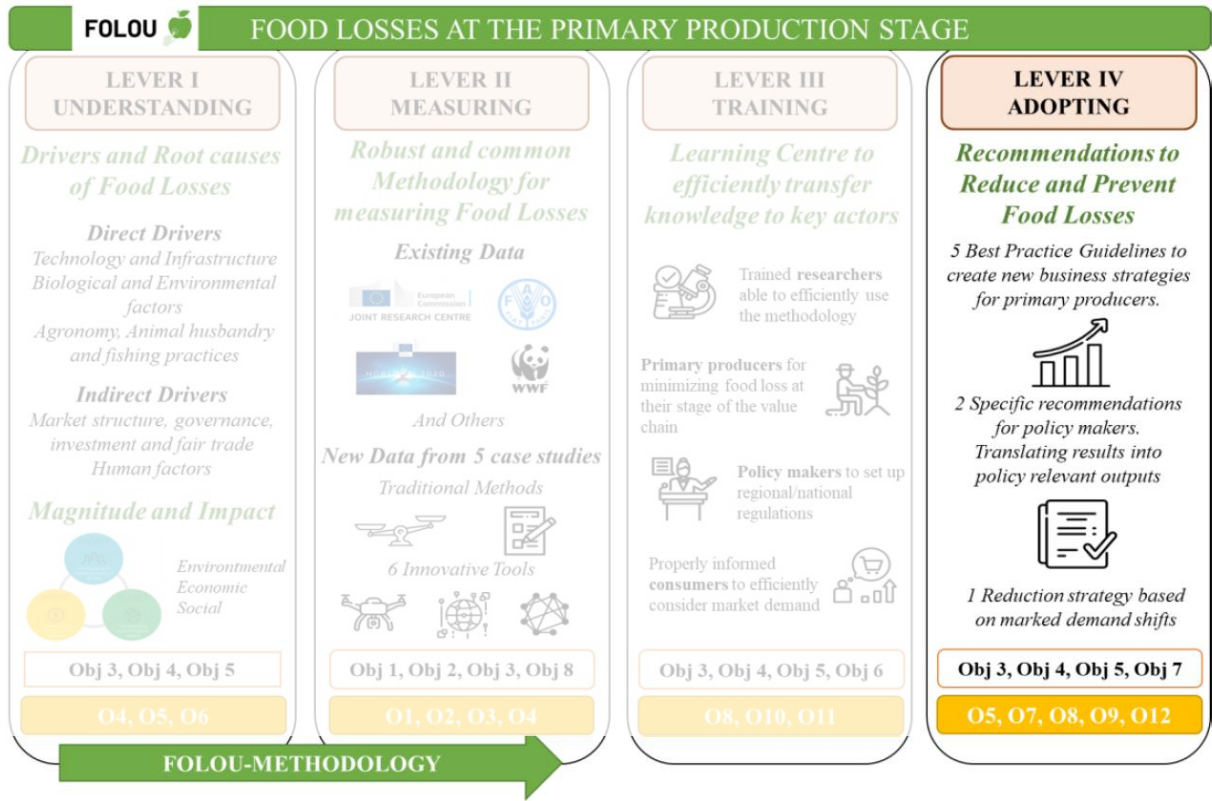 FOLOU
FOOD LOSSES AT THE PRIMARY PRODUCTION STAGE
LEVER I
UNDERSTANDING
Drivers and Root causes
of Food Losses
Direct Drivers
Technology and Infrastructure
Biological and Environmental
factors
Agronomy, Animal husbandry
and fishing practices
Indirect Drivers
Market structure, governance,
investment and fair trade
Human factors
Magnitude and Impact
Environtmental
Economic
Social
Obj 3, Obj 4, Obj 5
O4, O5, O6
LEVER II
MEASURING
Robust and common
Methodology for
measuring Food Losses
Existing Data
European
Commission
JOINT RESEARCH CENTRE
FAO
FIAT PANIS
HORIZON 2020
WWF
And Others
New Data from 5 case studies
Traditional Methods
6 Innovative Tools
Obj 1, Obj 2, Obj 3, Obj 8
O1, O2, O3, O4
LEVER III
TRAINING
Learning Centre to
efficiently transfer
knowledge to key actors
Trained researchers
able to efficiently use
the methodology
Primary producers for
minimizing food loss at
their stage of the value
chain
Policy makers to set up
regional/national
regulations
Properly informed
consumers to efficiently
consider market demand
Obj 3, Obj 4, Obj 5, Obj 6
O8, O10, O11
LEVER IV
ADOPTING
Recommendations to
Reduce and Prevent
Food Losses
5 Best Practice Guidelines to
create new business strategies
for primary producers.
2 Specific recommendations
for policy makers.
Translating results into
policy relevant outputs
1 Reduction strategy based
on marked demand shifts
Obj 3, Obj 4, Obj 5, Obj 7
O5, O7, O8, O9, O12
FOLOU-METHODOLOGY